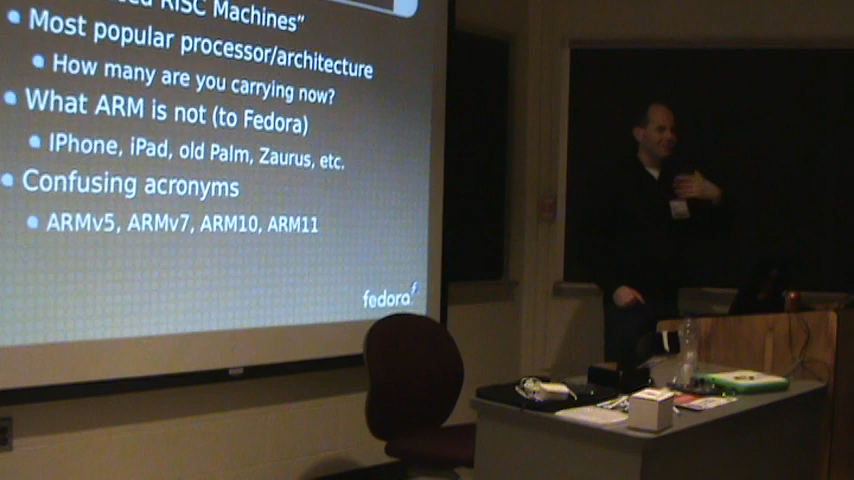 RISC Machines"
Most popular processor/architecture
How many are you carrying now?
What ARM is not (to Fedora)
IPhone, iPad, old Palm, Zaurus, etc.
Confusing acronyms
ARMv5, ARMv7, ARM10, ARM11
fedora